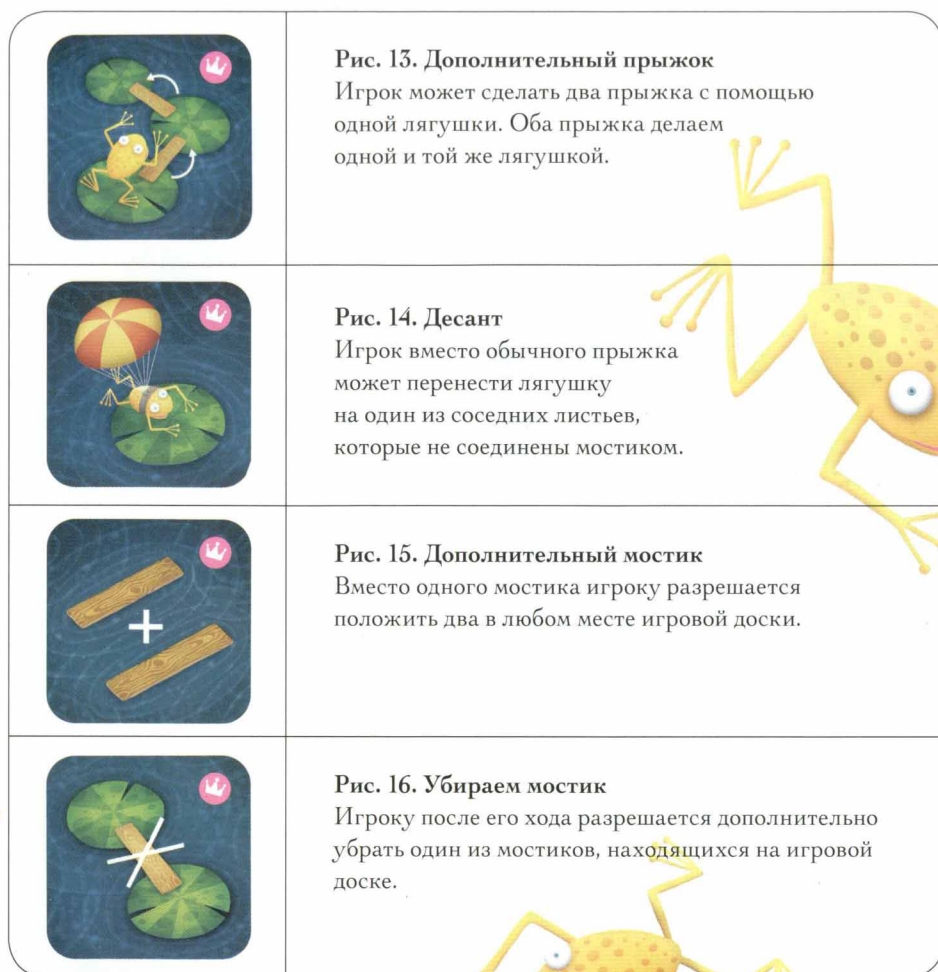 Рис. 13. Дополнительный прыжок
Игрок может сделать два прыжка с помощью
одной лягушки. Оба прыжка делаем
одной и той же лягушкой.
Рис. 14. Десант
Игрок вместо обычного прыжка
может перенести лягушку
на один из соседних листьев,
которые не соединены мостиком.
Рис. 15. Дополнительный мостик
Вместо одного мостика игроку разрешается
положить два в любом месте игровой доски.
Рис. 16. Убираем мостик
Игроку после его хода разрешается дополнительно
убрать один из мостиков, находящихся на игровой
доске.